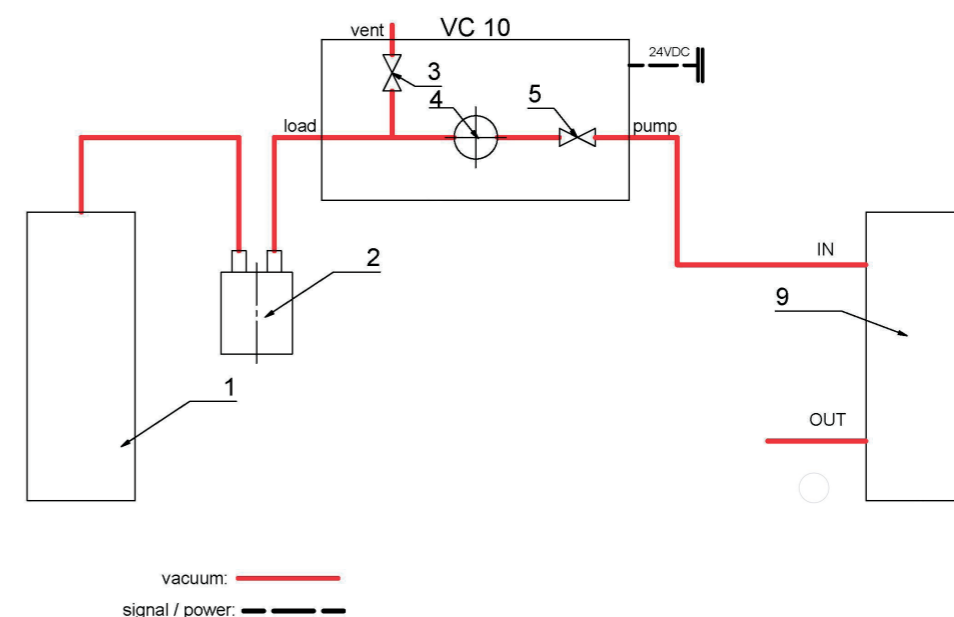 vent
VC 10
24VDC
3
4
5
load
pump
2
IN
9
1
OUT
vacuum:
signal / power: